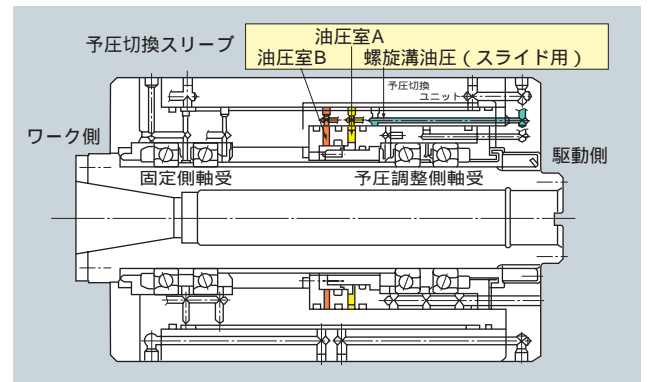 予圧切換スリーブ
油圧室A
油圧室B
螺旋溝油圧（スライド用）
予圧切換
ユニット
ワーク側
駆動側
固定側軸受
予圧調整側軸受